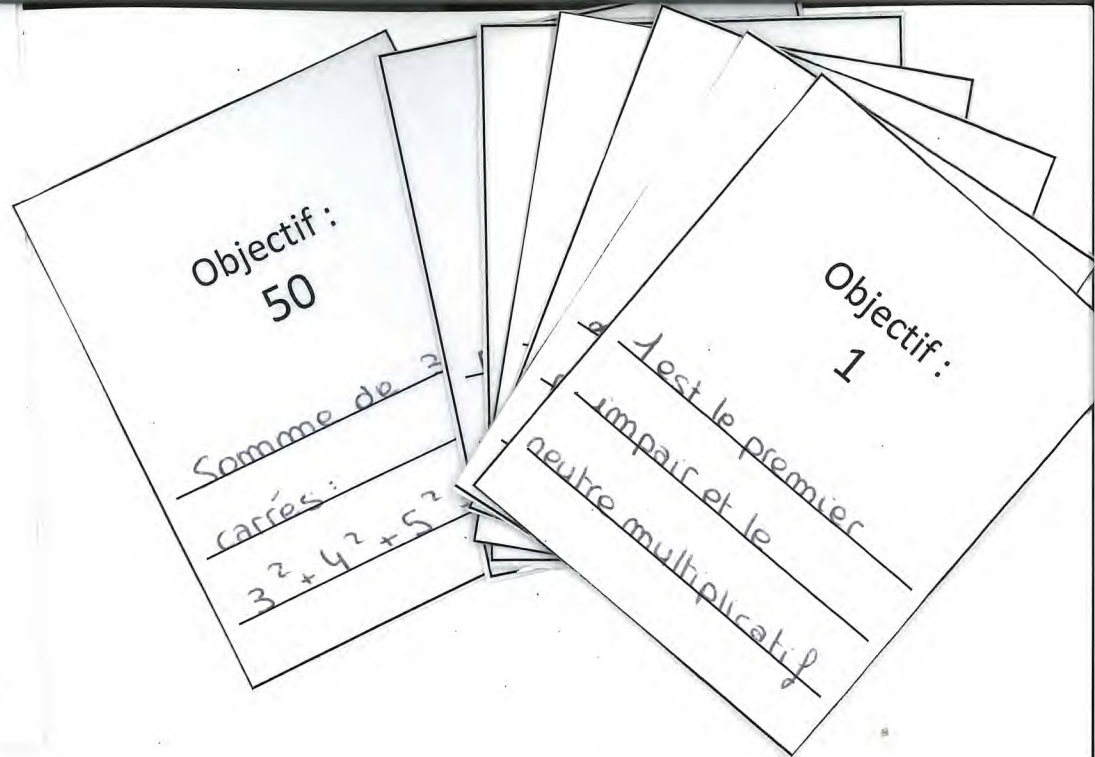 Objectif :
50
Somme de 3
carrés :
3² + 4² + 5²
Objectif :
1
1 est le premier
impair et le
neutre multiplicatif